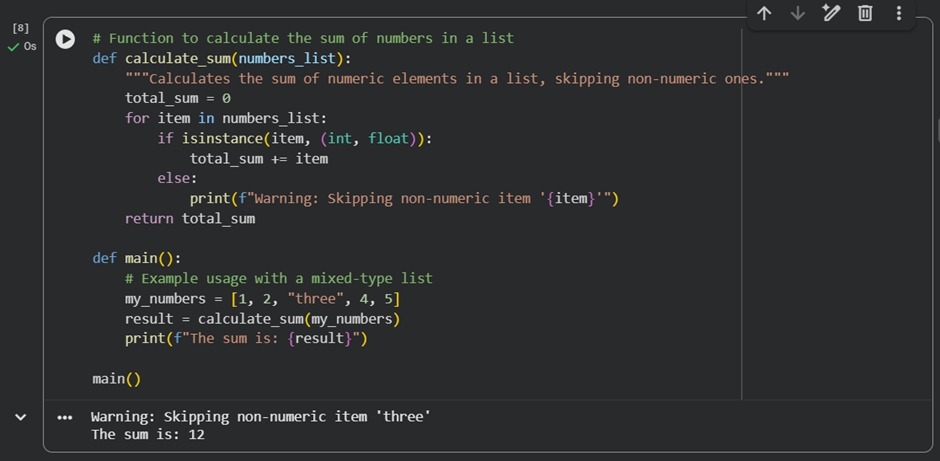 [8]
0s
# Function to calculate the sum of numbers in a list
def calculate_sum(numbers_list):
    """Calculates the sum of numeric elements in a list, skipping non-numeric ones."""
    total_sum = 0
    for item in numbers_list:
        if isinstance(item, (int, float)):
            total_sum += item
        else:
            print(f"Warning: Skipping non-numeric item '{item}'")
    return total_sum

def main():
    # Example usage with a mixed-type list
    my_numbers = [1, 2, "three", 4, 5]
    result = calculate_sum(my_numbers)
    print(f"The sum is: {result}")

main()
Warning: Skipping non-numeric item 'three'
The sum is: 12